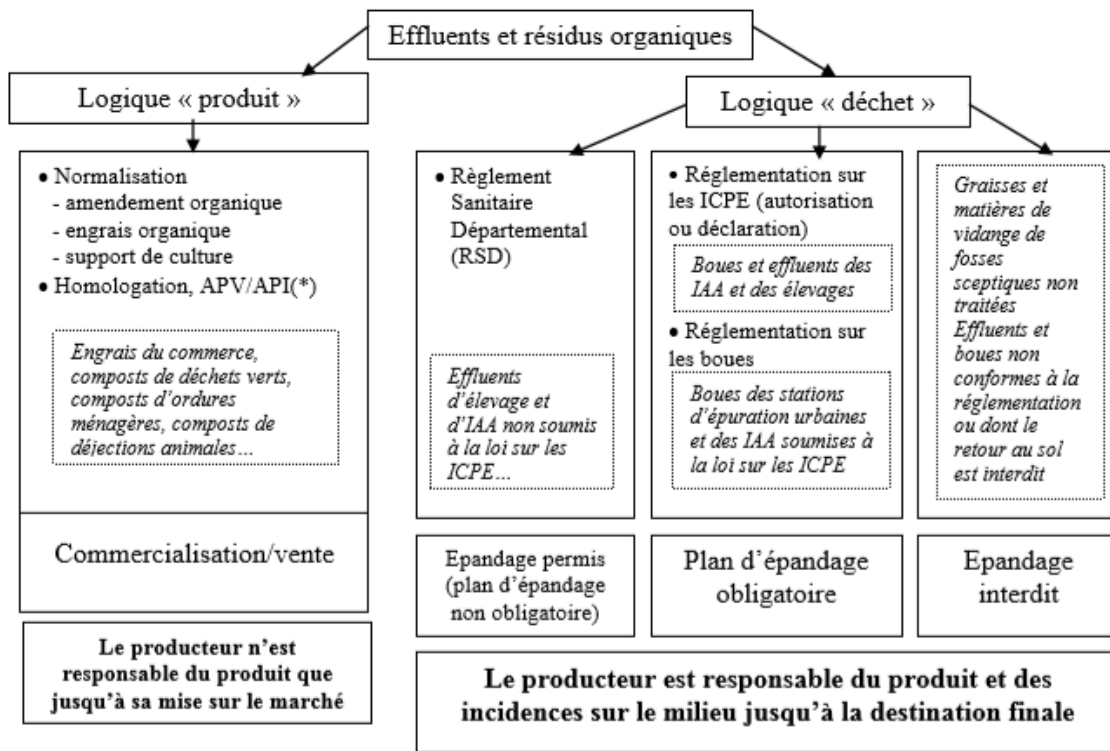 Effluents et résidus organiques
Logique « produit »
Logique « déchet »
• Normalisation
- amendement organique
- engrais organique
- support de culture
• Homologation, APV/API(*)
Engrais du commerce,
composts de déchets verts,
composts d'ordures
ménagères, composts de
déjections animales…
Commercialisation/vente
Le producteur n'est
responsable du produit que
jusqu'à sa mise sur le marché
• Règlement
Sanitaire
Départemental
(RSD)
Effluents
d'élevage et
d'IAA non soumis
à la loi sur les
ICPE…
Epandage permis
(plan d'épandage
non obligatoire)
• Réglementation sur
les ICPE (autorisation
ou déclaration)
Boues et effluents des
IAA et des élevages
• Réglementation sur
les boues
Boues des stations
d'épuration urbaines
et des IAA soumises à
la loi sur les ICPE
Plan d'épandage
obligatoire
Graisses et
matières de
vidange de
fosses
sceptiques non
traitées
Effluents et
boues non
conformes à la
réglementation
ou dont le
retour au sol
est interdit
Epandage
interdit
Le producteur est responsable du produit et des
incidences sur le milieu jusqu'à la destination finale